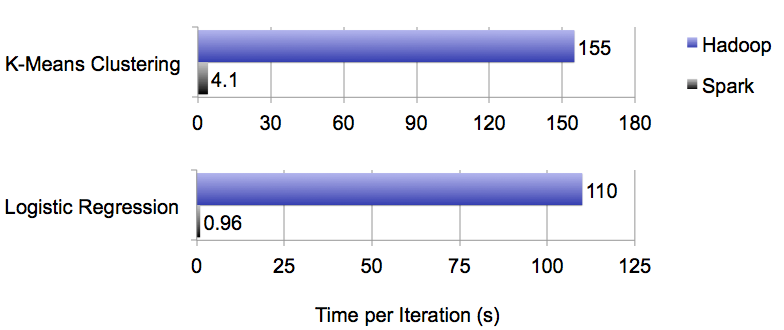 155
Hadoop
K-Means Clustering
4.1
Spark
0 30 60 90 120 150 180
110
Logistic Regression
0.96
0 25 50 75 100 125
Time per Iteration (s)